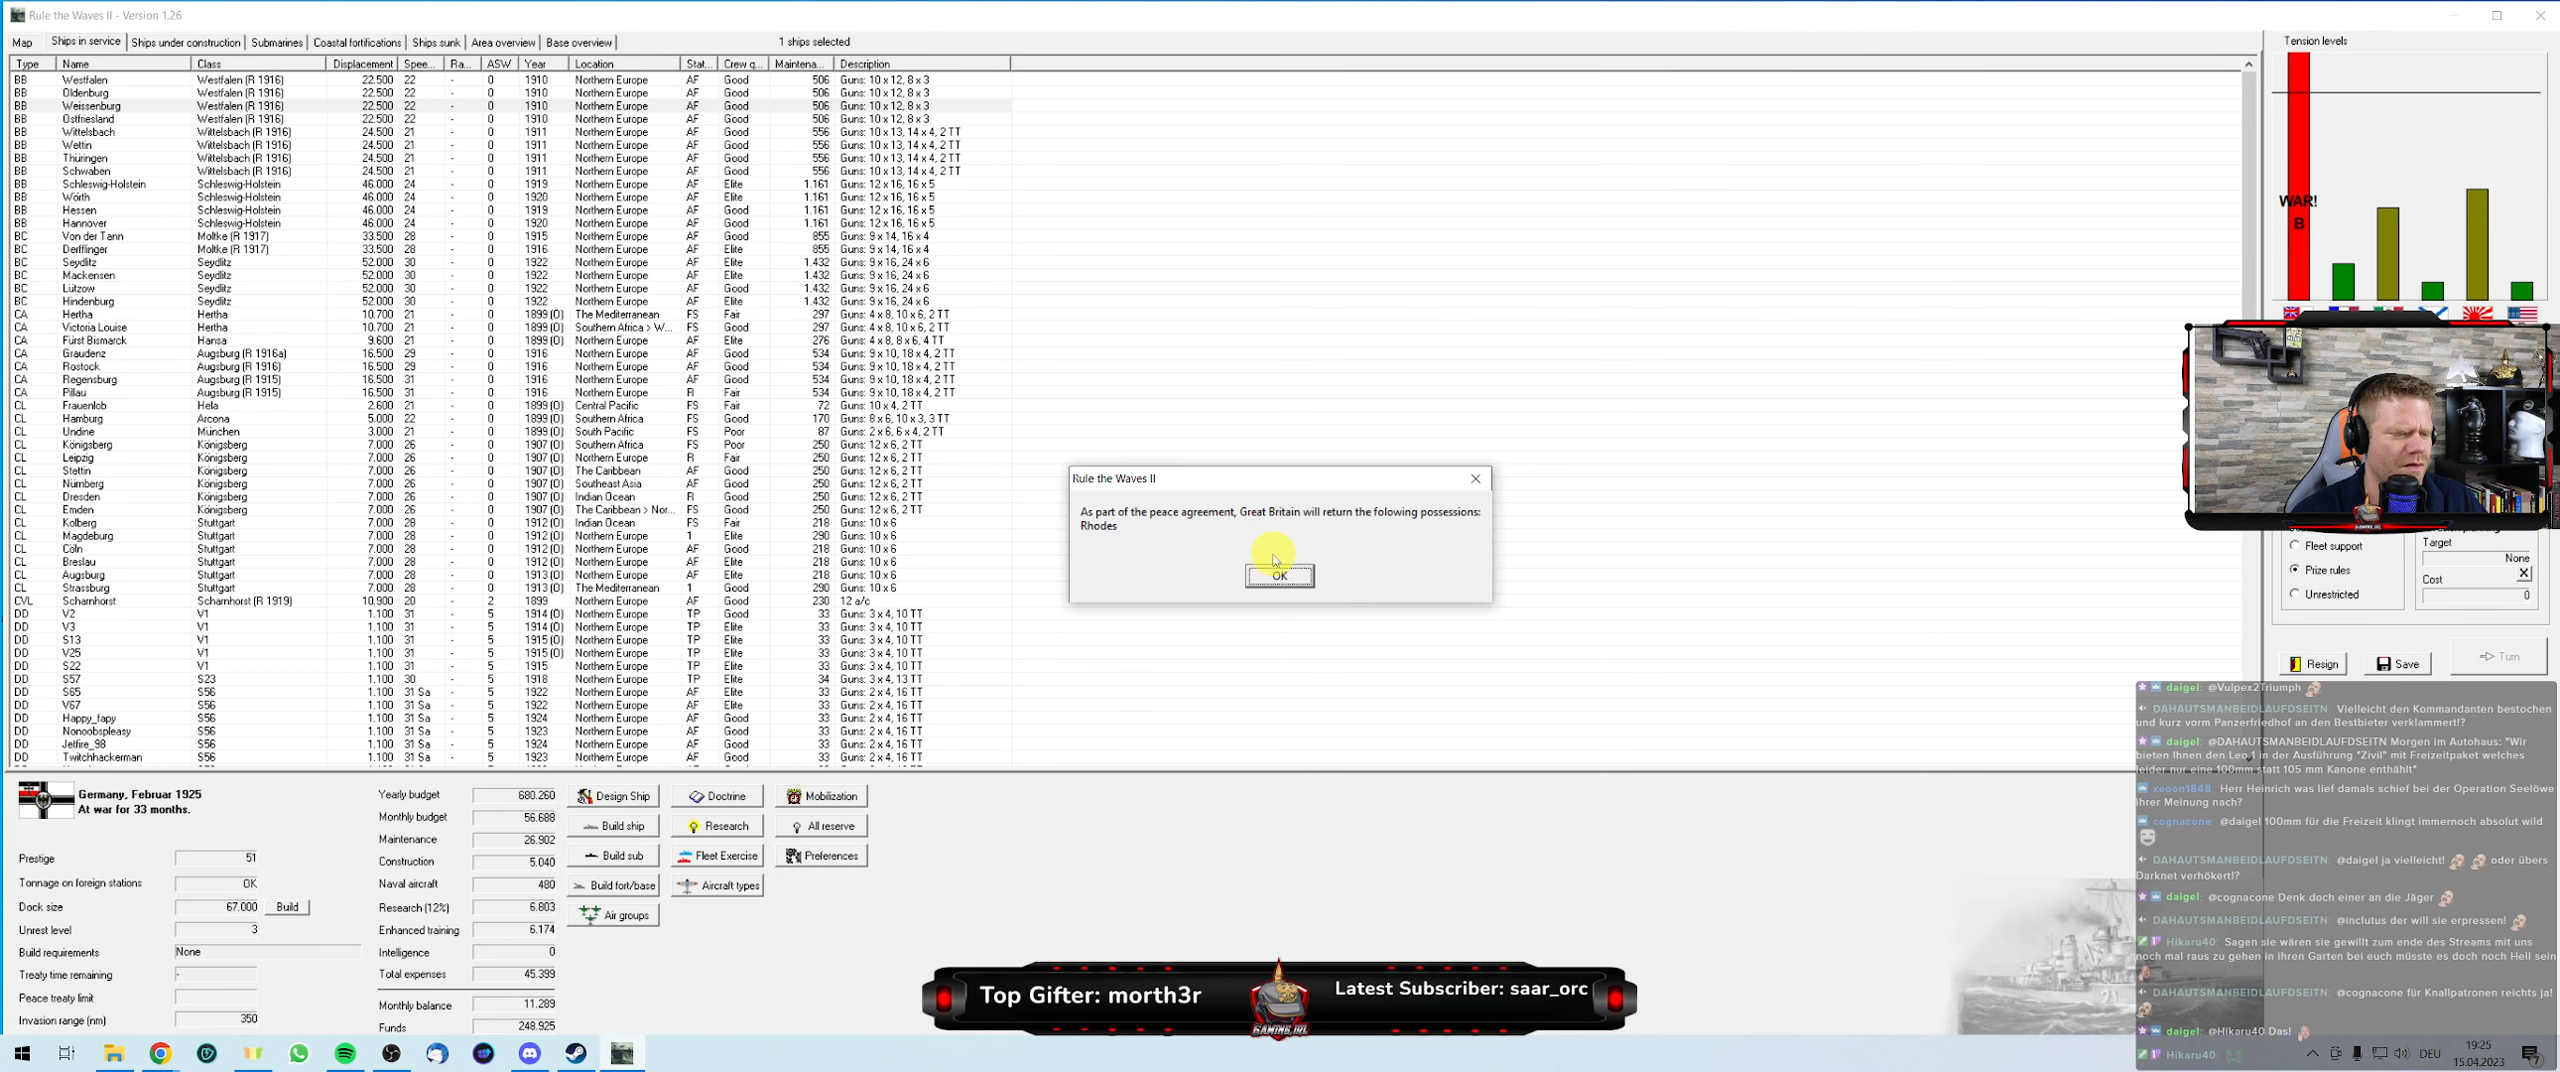 Rule the Waves II - Version 1.26
Map Ships in service Ships under construction Submarines Coastal fortifications Ships sunk Area overview Base overview 1 ships selected
Type Name Class Displacement Spee... Ra... ASW Year Location Stat... Crew q... Maintena... Description
BB Westfalen Westfalen (R 1916) 22.500 22 - 0 1910 Northern Europe AF Good 506 Guns: 10 x 12, 8 x 3
BB Oldenburg Westfalen (R 1916) 22.500 22 - 0 1910 Northern Europe AF Good 506 Guns: 10 x 12, 8 x 3
BB Weissenburg Westfalen (R 1916) 22.500 22 - 0 1910 Northern Europe AF Good 506 Guns: 10 x 12, 8 x 3
BB Ostfriesland Westfalen (R 1916) 22.500 22 - 0 1910 Northern Europe AF Good 506 Guns: 10 x 12, 8 x 3
BB Wittelsbach Wittelsbach (R 1916) 24.500 21 - 0 1911 Northern Europe AF Good 556 Guns: 10 x 13, 14 x 4, 2 TT
BB Wettin Wittelsbach (R 1916) 24.500 21 - 0 1911 Northern Europe AF Good 556 Guns: 10 x 13, 14 x 4, 2 TT
BB Thüringen Wittelsbach (R 1916) 24.500 21 - 0 1911 Northern Europe AF Good 556 Guns: 10 x 13, 14 x 4, 2 TT
BB Schwaben Wittelsbach (R 1916) 24.500 21 - 0 1911 Northern Europe AF Good 556 Guns: 10 x 13, 14 x 4, 2 TT
BB Schleswig-Holstein Schleswig-Holstein 46.000 24 - 0 1919 Northern Europe AF Elite 1.161 Guns: 12 x 16, 16 x 5
BB Wörth Schleswig-Holstein 46.000 24 - 0 1920 Northern Europe AF Elite 1.161 Guns: 12 x 16, 16 x 5
BB Hessen Schleswig-Holstein 46.000 24 - 0 1919 Northern Europe AF Good 1.161 Guns: 12 x 16, 16 x 5
BB Hannover Schleswig-Holstein 46.000 24 - 0 1920 Northern Europe AF Good 1.161 Guns: 12 x 16, 16 x 5
BC Von der Tann Moltke (R 1917) 33.500 28 - 0 1915 Northern Europe AF Good 855 Guns: 9 x 14, 16 x 4
BC Derfflinger Moltke (R 1917) 33.500 28 - 0 1916 Northern Europe AF Elite 855 Guns: 9 x 14, 16 x 4
BC Seydlitz Seydlitz 52.000 30 - 0 1922 Northern Europe AF Elite 1.432 Guns: 9 x 16, 24 x 6
BC Mackensen Seydlitz 52.000 30 - 0 1922 Northern Europe AF Good 1.432 Guns: 9 x 16, 24 x 6
BC Lützow Seydlitz 52.000 30 - 0 1922 Northern Europe AF Good 1.432 Guns: 9 x 16, 24 x 6
BC Hindenburg Seydlitz 52.000 30 - 0 1922 Northern Europe AF Elite 1.432 Guns: 9 x 16, 24 x 6
CA Hertha Hertha 10.700 21 - 0 1899 (O) The Mediterranean FS Fair 297 Guns: 4 x 8, 10 x 6, 2 TT
CA Victoria Louise Hertha 10.700 21 - 0 1899 (O) Southern Africa > W... FS Good 297 Guns: 4 x 8, 10 x 6, 2 TT
CA Fürst Bismarck Hansa 9.600 21 - 0 1899 (O) Northern Europe AF Elite 276 Guns: 4 x 8, 8 x 6, 4 TT
CA Graudenz Augsburg (R 1916a) 16.500 29 - 0 1916 Northern Europe AF Good 534 Guns: 9 x 10, 18 x 4, 2 TT
CA Rostock Augsburg (R 1916) 16.500 29 - 0 1916 Northern Europe AF Good 534 Guns: 9 x 10, 18 x 4, 2 TT
CA Regensburg Augsburg (R 1915) 16.500 31 - 0 1916 Northern Europe AF Good 534 Guns: 9 x 10, 18 x 4, 2 TT
CA Pillau Augsburg (R 1915) 16.500 31 - 0 1916 Northern Europe R Fair 534 Guns: 9 x 10, 18 x 4, 2 TT
CL Frauenlob Hela 2.600 21 - 0 1899 (O) Central Pacific FS Fair 72 Guns: 10 x 4, 2 TT
CL Hamburg Arcona 5.000 22 - 0 1899 (O) Southern Africa FS Good 170 Guns: 8 x 6, 10 x 3, 3 TT
CL Undine München 3.000 21 - 0 1899 (O) South Pacific FS Poor 87 Guns: 2 x 6, 6 x 4, 2 TT
CL Königsberg Königsberg 7.000 26 - 0 1907 (O) Southern Africa FS Poor 250 Guns: 12 x 6, 2 TT
CL Leipzig Königsberg 7.000 26 - 0 1907 (O) Northern Europe R Fair 250 Guns: 12 x 6, 2 TT
CL Stettin Königsberg 7.000 26 - 0 1907 (O) The Caribbean AF Good 250 Guns: 12 x 6, 2 TT
CL Nürnberg Königsberg 7.000 26 - 0 1907 (O) Southeast Asia AF Good 250 Guns: 12 x 6, 2 TT
CL Dresden Königsberg 7.000 26 - 0 1907 (O) Indian Ocean R Good 250 Guns: 12 x 6, 2 TT
CL Emden Königsberg 7.000 26 - 0 1907 (O) The Caribbean > Nor... FS Good 250 Guns: 12 x 6, 2 TT
CL Kolberg Stuttgart 7.000 28 - 0 1912 (O) Indian Ocean FS Fair 218 Guns: 10 x 6
CL Magdeburg Stuttgart 7.000 28 - 0 1912 (O) Northern Europe 1 Elite 290 Guns: 10 x 6
CL Cöln Stuttgart 7.000 28 - 0 1912 (O) Northern Europe AF Good 218 Guns: 10 x 6
CL Breslau Stuttgart 7.000 28 - 0 1912 (O) Northern Europe AF Elite 218 Guns: 10 x 6
CL Augsburg Stuttgart 7.000 28 - 0 1913 (O) Northern Europe AF Elite 218 Guns: 10 x 6
CL Strassburg Stuttgart 7.000 28 - 0 1913 (O) The Mediterranean 1 Good 290 Guns: 10 x 6
CVL Scharnhorst Scharnhorst (R 1919) 10.900 20 - 2 1899 Northern Europe AF Good 230 12 a/c
DD V2 V1 1.100 31 - 5 1914 (O) Northern Europe TP Good 33 Guns: 3 x 4, 10 TT
DD V3 V1 1.100 31 - 5 1914 (O) Northern Europe TP Elite 33 Guns: 3 x 4, 10 TT
DD S13 V1 1.100 31 - 5 1915 (O) Northern Europe TP Elite 33 Guns: 3 x 4, 10 TT
DD V25 V1 1.100 31 - 5 1915 (O) Northern Europe TP Elite 33 Guns: 3 x 4, 10 TT
DD S22 V1 1.100 31 - 5 1915 Northern Europe TP Elite 33 Guns: 3 x 4, 10 TT
DD S57 S23 1.100 30 - 5 1918 Northern Europe TP Elite 34 Guns: 3 x 4, 13 TT
DD S65 S56 1.100 31 Sa - 5 1922 Northern Europe AF Elite 33 Guns: 2 x 4, 16 TT
DD V67 S56 1.100 31 Sa - 5 1922 Northern Europe AF Elite 33 Guns: 2 x 4, 16 TT
DD Happy_fapy S56 1.100 31 Sa - 5 1924 Northern Europe AF Good 33 Guns: 2 x 4, 16 TT
DD Nonoobspleasy S56 1.100 31 Sa - 5 1923 Northern Europe AF Good 33 Guns: 2 x 4, 16 TT
DD Jetfire_98 S56 1.100 31 Sa - 5 1924 Northern Europe AF Good 33 Guns: 2 x 4, 16 TT
DD Twitchhackerman S56 1.100 31 Sa - 5 1923 Northern Europe AF Good 33 Guns: 2 x 4, 16 TT
Tension levels
WAR!
B
Rule the Waves II
As part of the peace agreement, Great Britain will return the folowing possessions:
Rhodes
OK
Fleet support
Prize rules
Unrestricted
Target
None
Cost
X
0
Resign Save Turn
Germany, Februar 1925
At war for 33 months.
Prestige 51
Tonnage on foreign stations OK
Dock size 67.000 Build
Unrest level 3
Build requirements None
Treaty time remaining -
Peace treaty limit
Invasion range (nm) 350
Yearly budget 680.260
Monthly budget 56.688
Maintenance 26.902
Construction 5.040
Naval aircraft 480
Research (12%) 6.803
Enhanced training 6.174
Intelligence 0
Total expenses 45.399
Monthly balance 11.289
Funds 248.925
Design Ship Doctrine Mobilization
Build ship Research All reserve
Build sub Fleet Exercise Preferences
Build fort/base Aircraft types
Air groups
Top Gifter: morth3r
GAMING_IRL
Latest Subscriber: saar_orc
daigel: @Vulpex2Triumph
DAHAUTSMANBEIDLAUFDSEITN: Vielleicht den Kommandanten bestochen
und kurz vorm Panzerfriedhof an den Bestbieter verklammert!?
daigel: @DAHAUTSMANBEIDLAUFDSEITN Morgen im Autohaus: "Wir
bieten Ihnen den Leo 1 in der Ausführung "Zivil" mit Freizeitpaket welches
leider nur eine 100mm statt 105 mm Kanone enthählt"
xeoon1848: Herr Heinrich was lief damals schief bei der Operation Seelöwe
ihrer Meinung nach?
cognacone: @daigel 100mm für die Freizeit klingt immernoch absolut wild
DAHAUTSMANBEIDLAUFDSEITN: @daigel ja vielleicht! oder übers
Darknet verhökert!?
daigel: @cognacone Denk doch einer an die Jäger
DAHAUTSMANBEIDLAUFDSEITN: @inclutus der will sie erpressen!
Hikaru40: Sagen sie wären sie gewillt zum ende des Streams mit uns
noch mal raus zu gehen in ihren Garten bei euch müsste es doch noch Hell sein
DAHAUTSMANBEIDLAUFDSEITN: @cognacone für Knallpatronen reichts ja!
daigel: @Hikaru40 Das!
Hikaru40:
DEU
19:25
15.04.2023
7